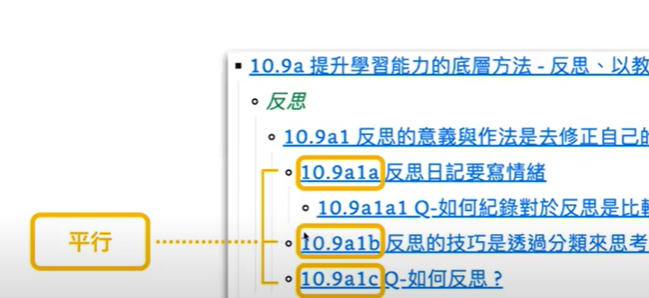 10.9a 提升學習能力的底層方法 - 反思、以教
反思
10.9a1 反思的意義與作法是去修正自己的
10.9a1a 反思日記要寫情緒
10.9a1a1 Q-如何紀錄對於反思是比較
平行
10.9a1b 反思的技巧是透過分類來思考
10.9a1c Q-如何反思?